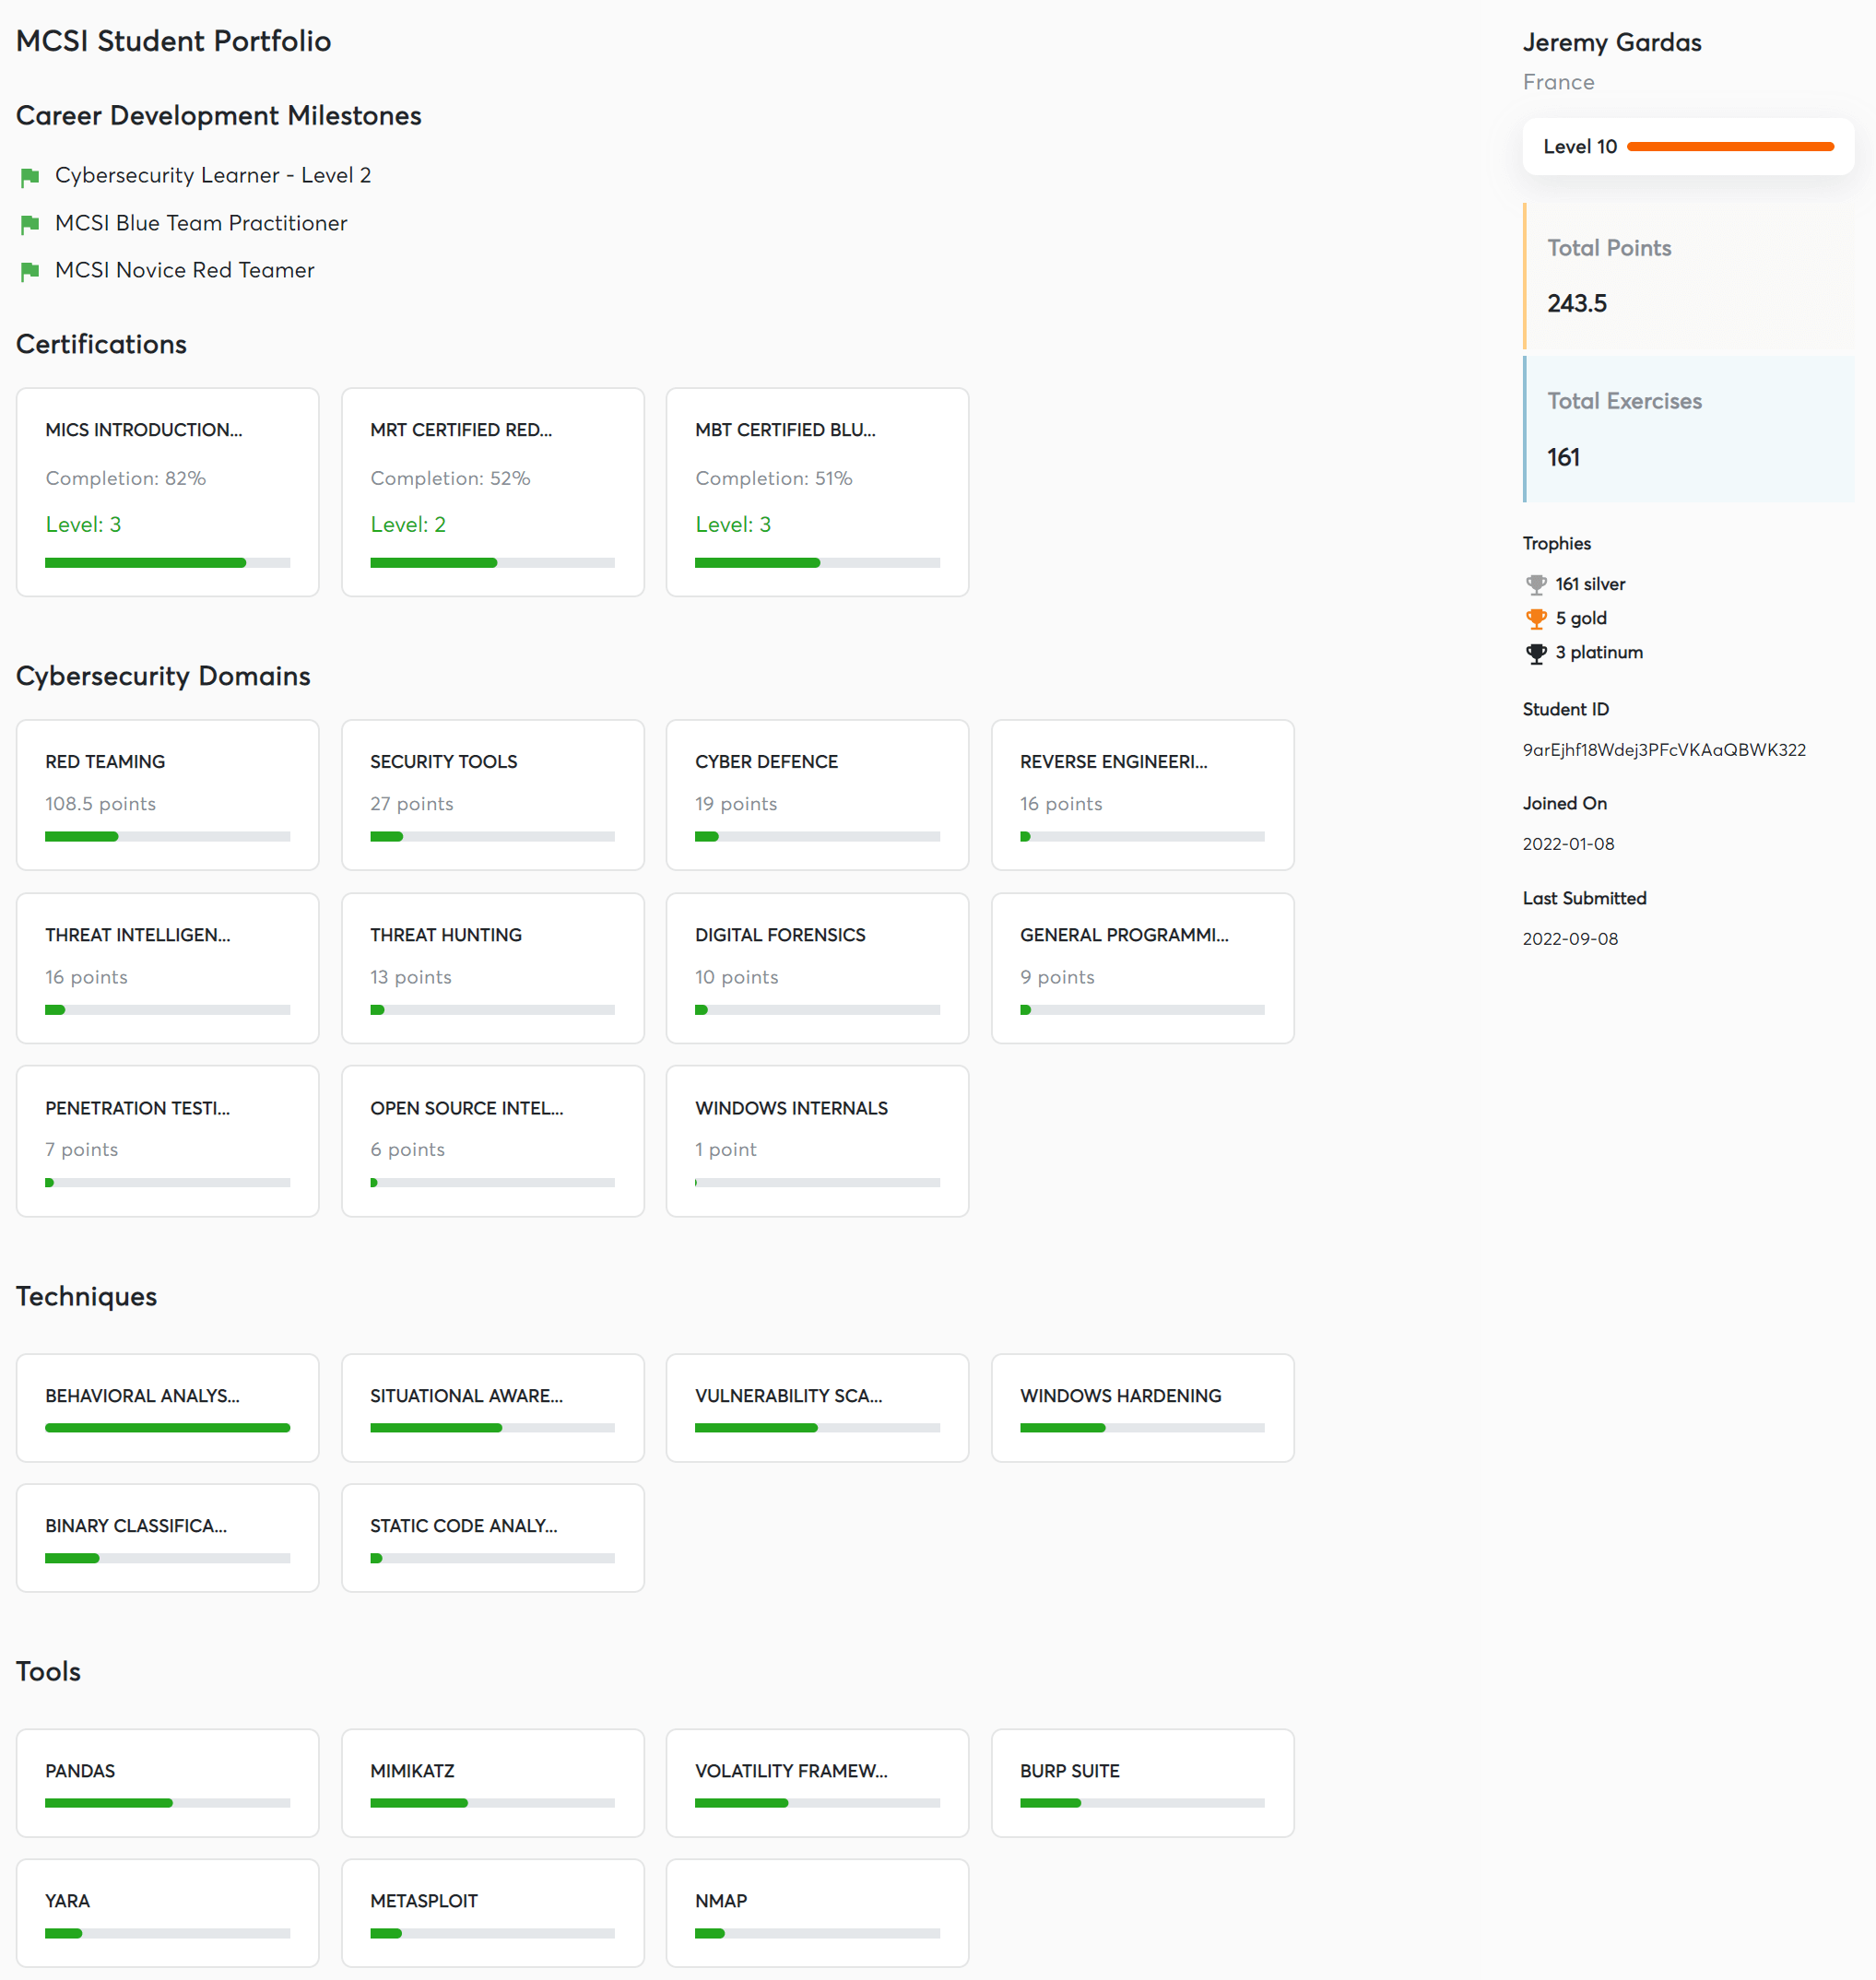 MCSI Student Portfolio
Career Development Milestones
Cybersecurity Learner - Level 2
MCSI Blue Team Practitioner
MCSI Novice Red Teamer
Certifications
MICS INTRODUCTION...
Completion: 82%
Level: 3
MRT CERTIFIED RED...
Completion: 52%
Level: 2
MBT CERTIFIED BLU...
Completion: 51%
Level: 3
Cybersecurity Domains
RED TEAMING
108.5 points
SECURITY TOOLS
27 points
CYBER DEFENCE
19 points
REVERSE ENGINEERI...
16 points
THREAT INTELLIGEN...
16 points
THREAT HUNTING
13 points
DIGITAL FORENSICS
10 points
GENERAL PROGRAMMI...
9 points
PENETRATION TESTI...
7 points
OPEN SOURCE INTEL...
6 points
WINDOWS INTERNALS
1 point
Techniques
BEHAVIORAL ANALYS...
SITUATIONAL AWARE...
VULNERABILITY SCA...
WINDOWS HARDENING
BINARY CLASSIFICA...
STATIC CODE ANALY...
Tools
PANDAS
MIMIKATZ
VOLATILITY FRAMEW...
BURP SUITE
YARA
METASPLOIT
NMAP
Jeremy Gardas
France
Level 10
Total Points
243.5
Total Exercises
161
Trophies
161 silver
5 gold
3 platinum
Student ID
9arEjhf18Wdej3PFcVKAaQBWK322
Joined On
2022-01-08
Last Submitted
2022-09-08